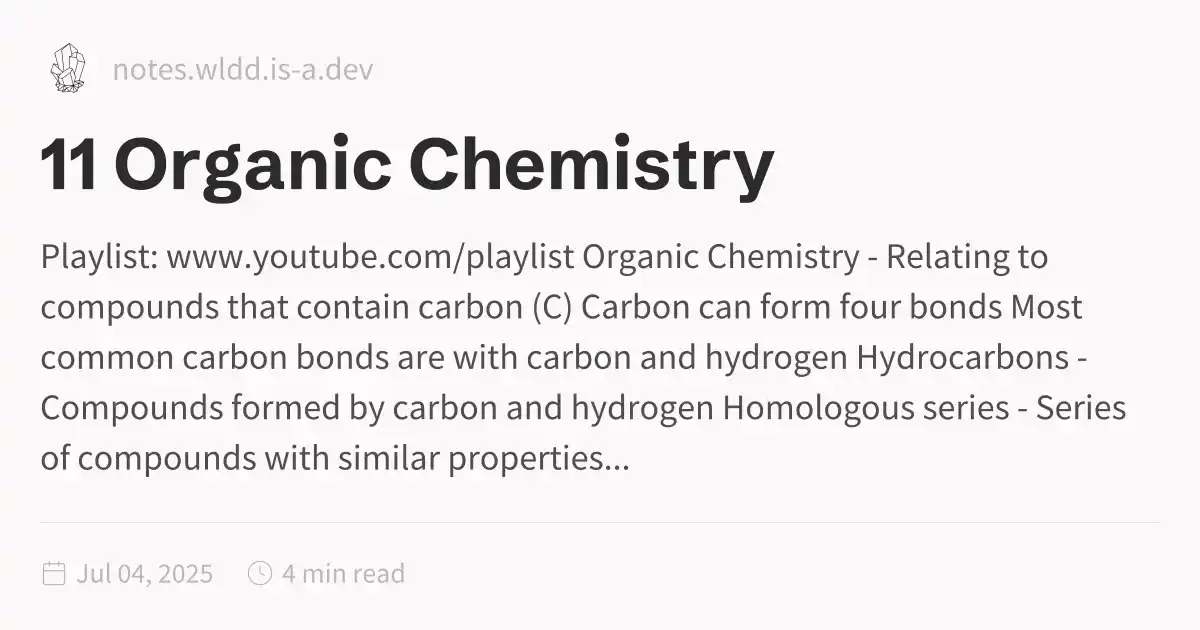 notes.wldd.is-a.dev
11 Organic Chemistry
Playlist: www.youtube.com/playlist Organic Chemistry - Relating to
compounds that contain carbon (C) Carbon can form four bonds Most
common carbon bonds are with carbon and hydrogen Hydrocarbons -
Compounds formed by carbon and hydrogen Homologous series - Series
of compounds with similar properties...
Jul 04, 2025 4 min read